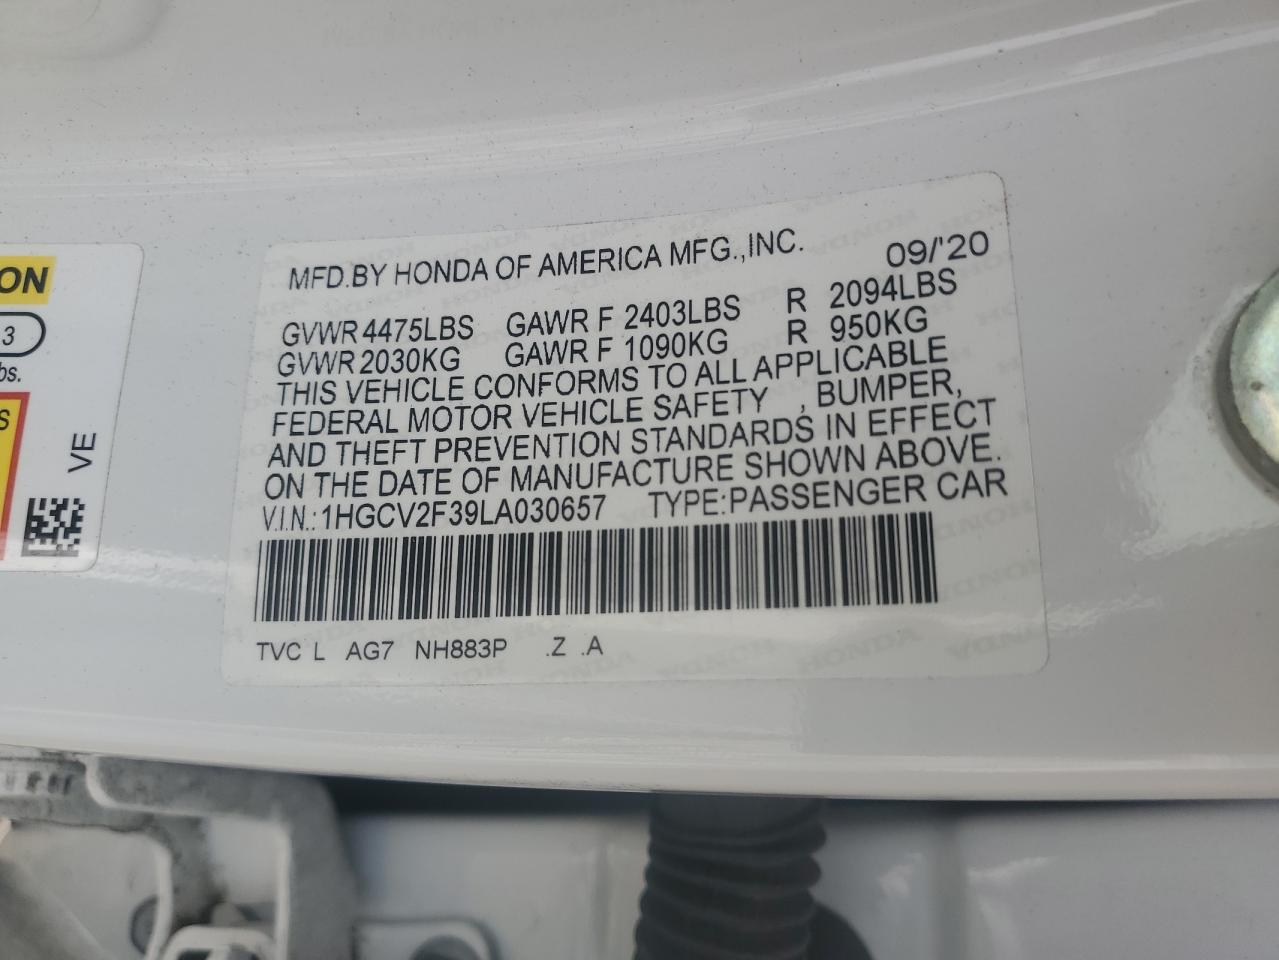 MFD.BY HONDA OF AMERICA MFG.,INC. 09/'20
GVWR 4475LBS GAWR F 2403LBS R 2094LBS
GVWR 2030KG GAWR F 1090KG R 950KG
THIS VEHICLE CONFORMS TO ALL APPLICABLE
FEDERAL MOTOR VEHICLE SAFETY , BUMPER,
AND THEFT PREVENTION STANDARDS IN EFFECT
ON THE DATE OF MANUFACTURE SHOWN ABOVE.
V.I.N.:1HGCV2F39LA030657 TYPE:PASSENGER CAR
TVC L AG7 NH883P .Z .A
ON
3
bs.
S
VE